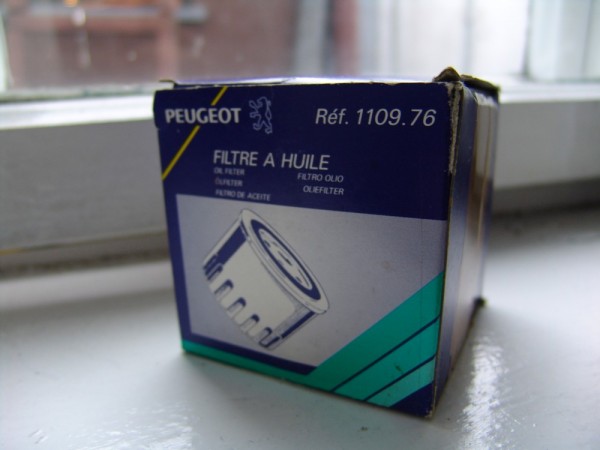 PEUGEOT Réf. 1109.76
FILTRE A HUILE
OIL FILTER FILTRO OLIO
ÖLFILTER OLIEFILTER
FILTRO DE ACEITE